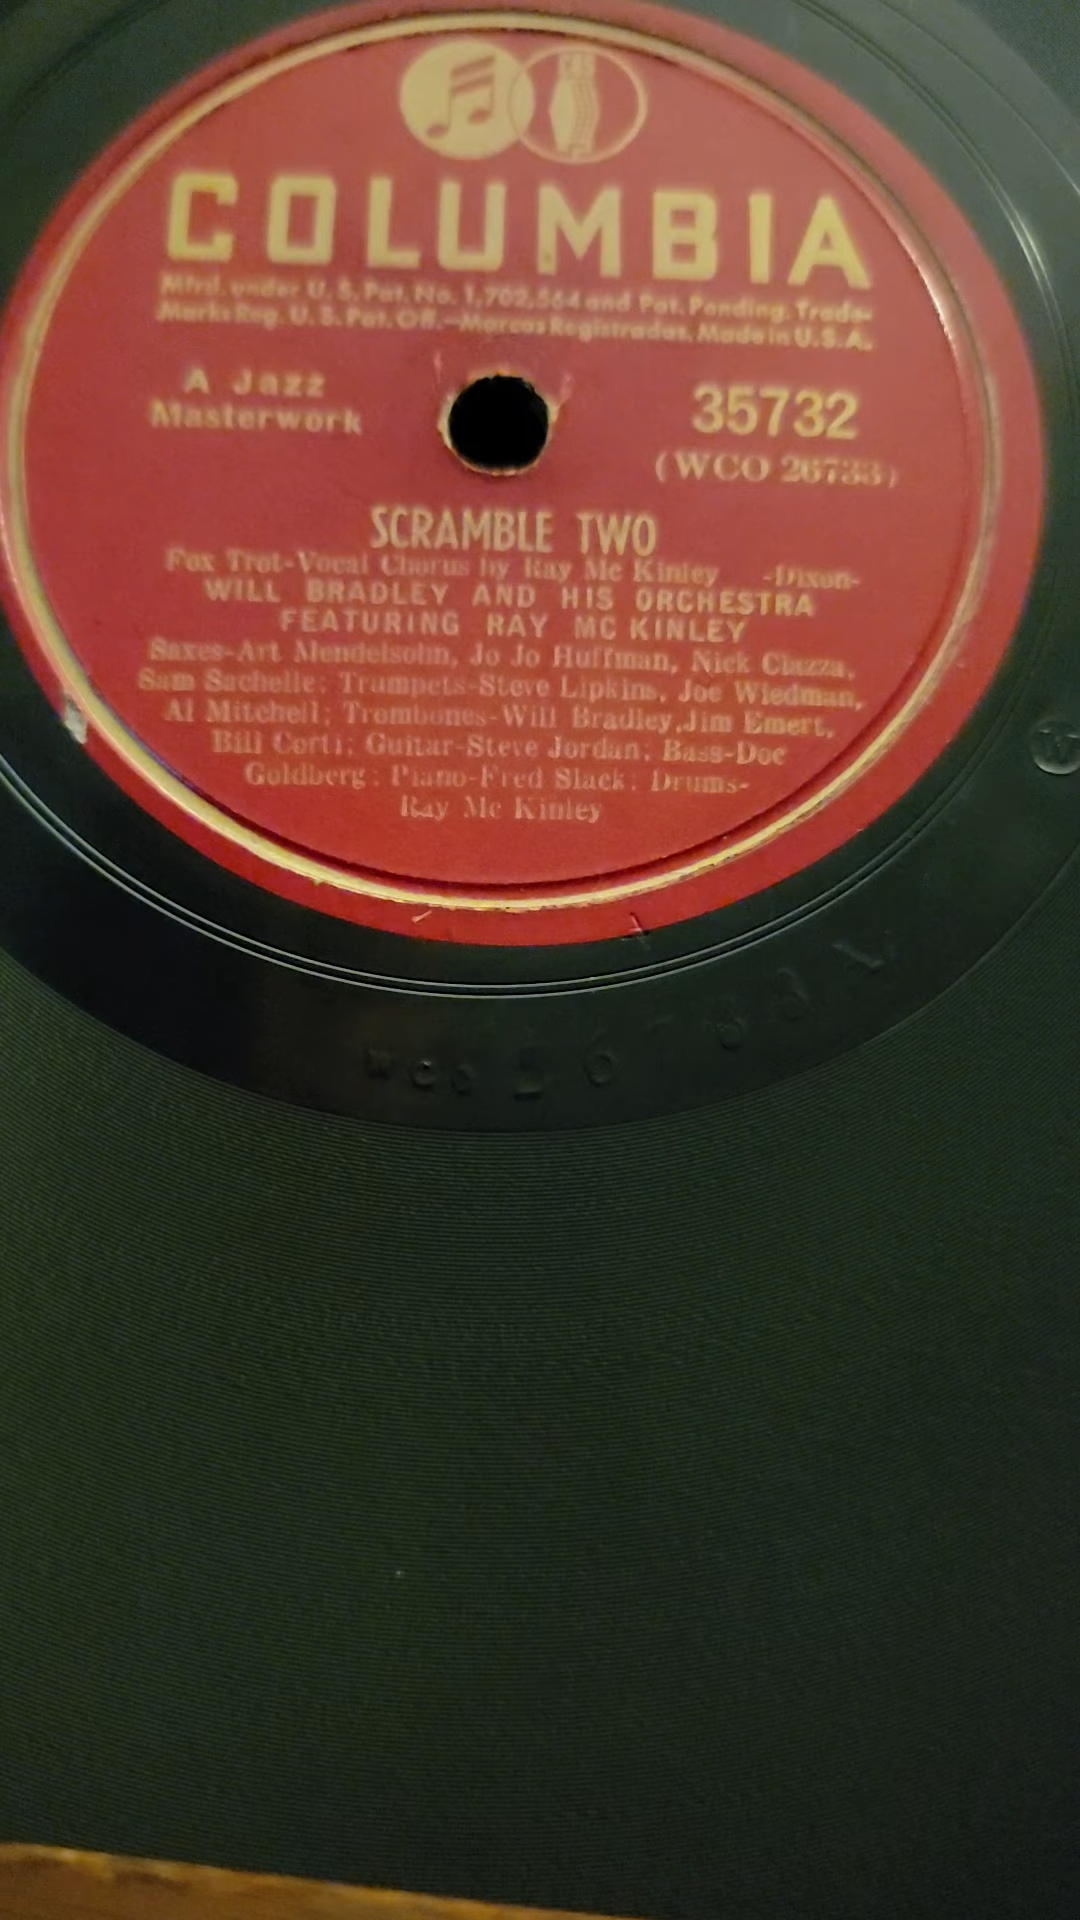 CBS
COLUMBIA
Mfrd. under U. S. Pat. No. 1,702,564 and Pat. Pending. Trade-
Marks Reg. U. S. Pat. Off.—Marcas Registradas. Made in U.S.A.
A Jazz
Masterwork
35732
(WCO 26733)
SCRAMBLE TWO
Fox Trot-Vocal Chorus by Ray Mc Kinley -Dixon-
WILL BRADLEY AND HIS ORCHESTRA
FEATURING RAY MC KINLEY
Saxes-Art Mendelsohn, Jo Jo Huffman, Nick Ciazza,
Sam Sachelle; Trumpets-Steve Lipkins, Joe Wiedman,
Al Mitchell; Trombones-Will Bradley, Jim Emert,
Bill Corti; Guitar-Steve Jordan; Bass-Doc
Goldberg; Piano-Fred Slack; Drums-
Ray Mc Kinley
W